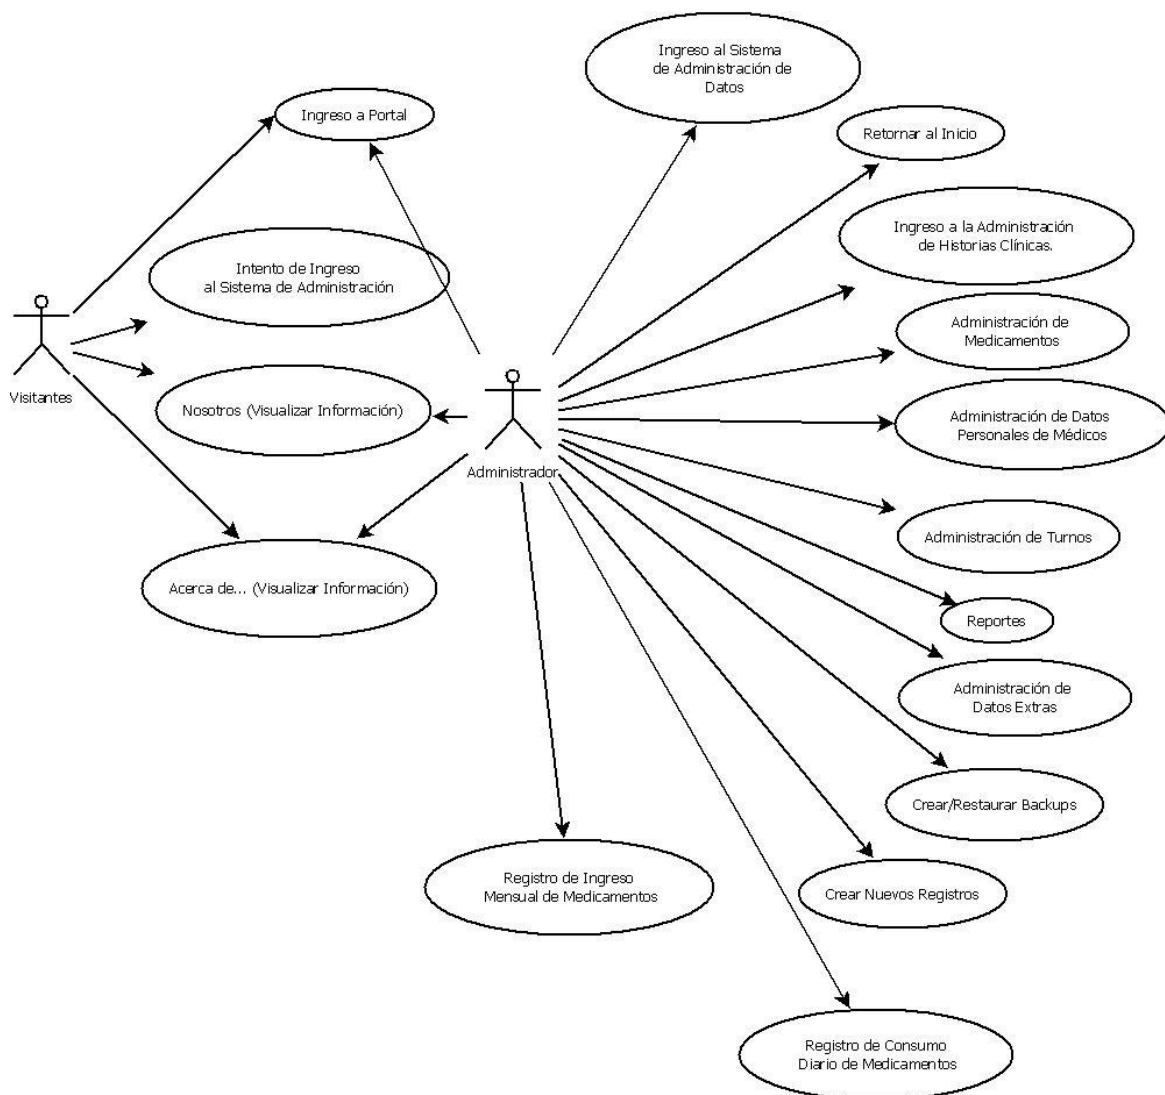 Ingreso al Sistema
de Administración de
Datos
Ingreso a Portal
Retornar al Inicio
Ingreso a la Administración
de Historias Clínicas.
Intento de Ingreso
al Sistema de Administración
Administración de
Medicamentos
Visitantes
Nosotros (Visualizar Información)
Administración de Datos
Personales de Médicos
Administrador
Administración de Turnos
Acerca de... (Visualizar Información)
Reportes
Administración de
Datos Extras
Crear/Restaurar Backups
Registro de Ingreso
Mensual de Medicamentos
Crear Nuevos Registros
Registro de Consumo
Diario de Medicamentos